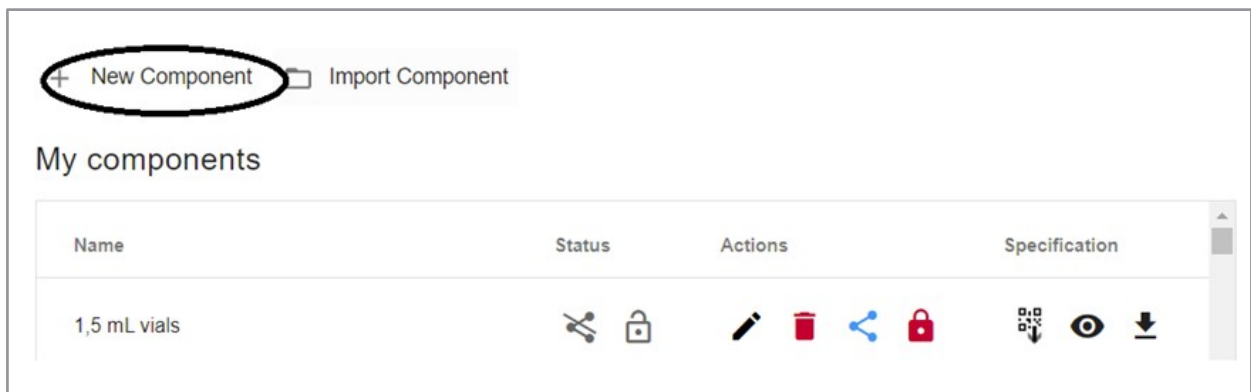 + New Component Import Component
My components
Name Status Actions Specification
1,5 mL vials